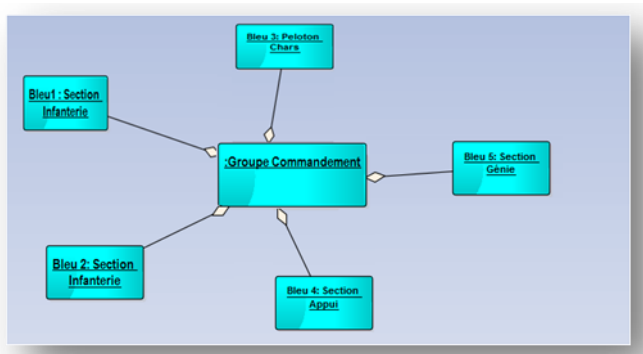 Bleu 3: Peloton
Chars
Bleu1 : Section
Infanterie
:Groupe Commandement
Bleu 5: Section
Génie
Bleu 2: Section
Infanterie
Bleu 4: Section
Appui